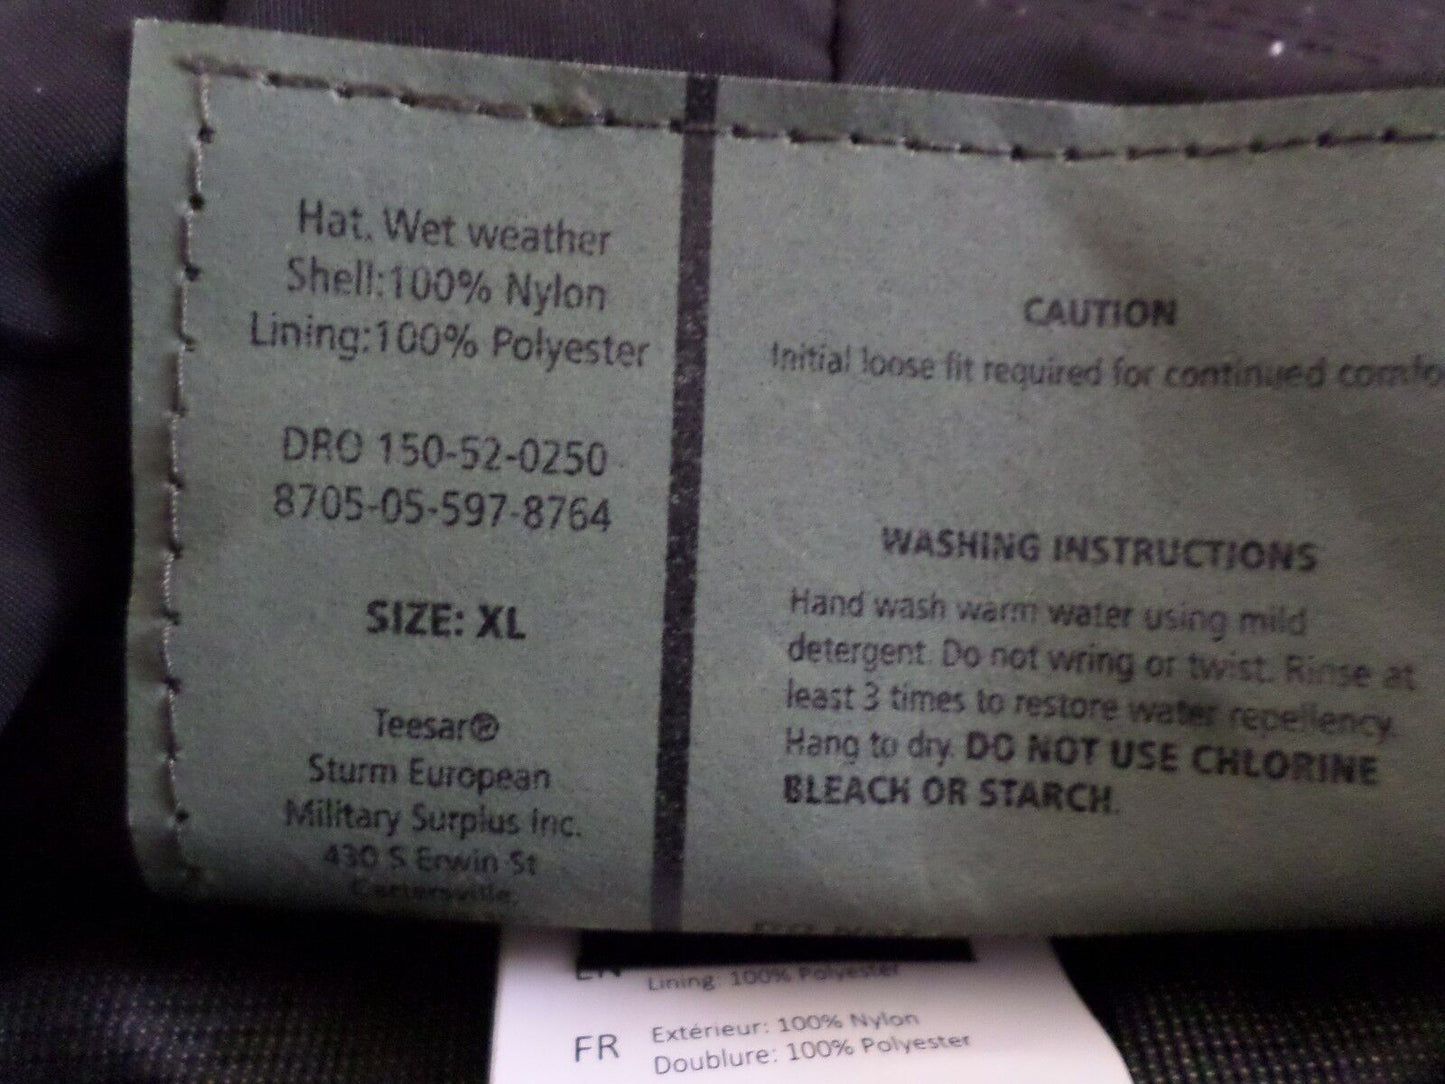 Hat. Wet weather
Shell:100% Nylon
Lining:100% Polyester
DRO 150-52-0250
8705-05-597-8764
SIZE: XL
Teesar®
Sturm European
Military Surplus Inc.
430 S Erwin St
Cartersville,
CAUTION
Initial loose fit required for continued comfo
WASHING INSTRUCTIONS
Hand wash warm water using mild
detergent. Do not wring or twist. Rinse at
least 3 times to restore water repellency.
Hang to dry. DO NOT USE CHLORINE
BLEACH OR STARCH.
EN
Lining: 100% Polyester
FR Extérieur: 100% Nylon
Doublure: 100% Polyester